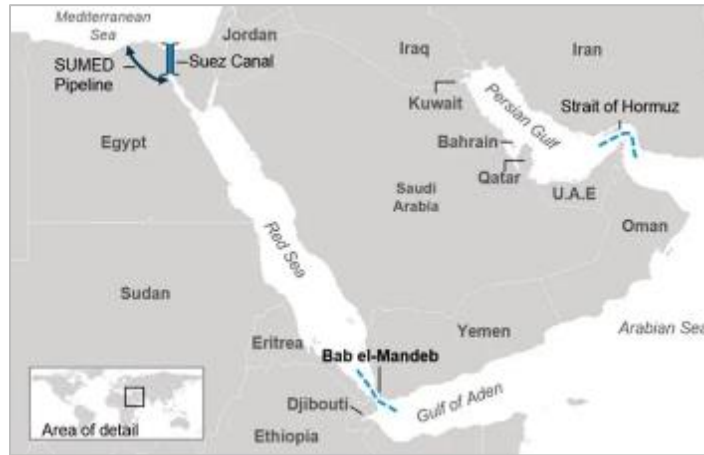 Mediterranean
Sea
Jordan
Iraq
Iran
SUMED
Pipeline
Suez Canal
Kuwait
Persian Gulf
Strait of Hormuz
Egypt
Bahrain
Qatar
U.A.E
Saudi
Arabia
Oman
Red Sea
Sudan
Yemen
Arabian Sea
Eritrea
Bab el-Mandeb
Djibouti
Gulf of Aden
Area of detail
Ethiopia